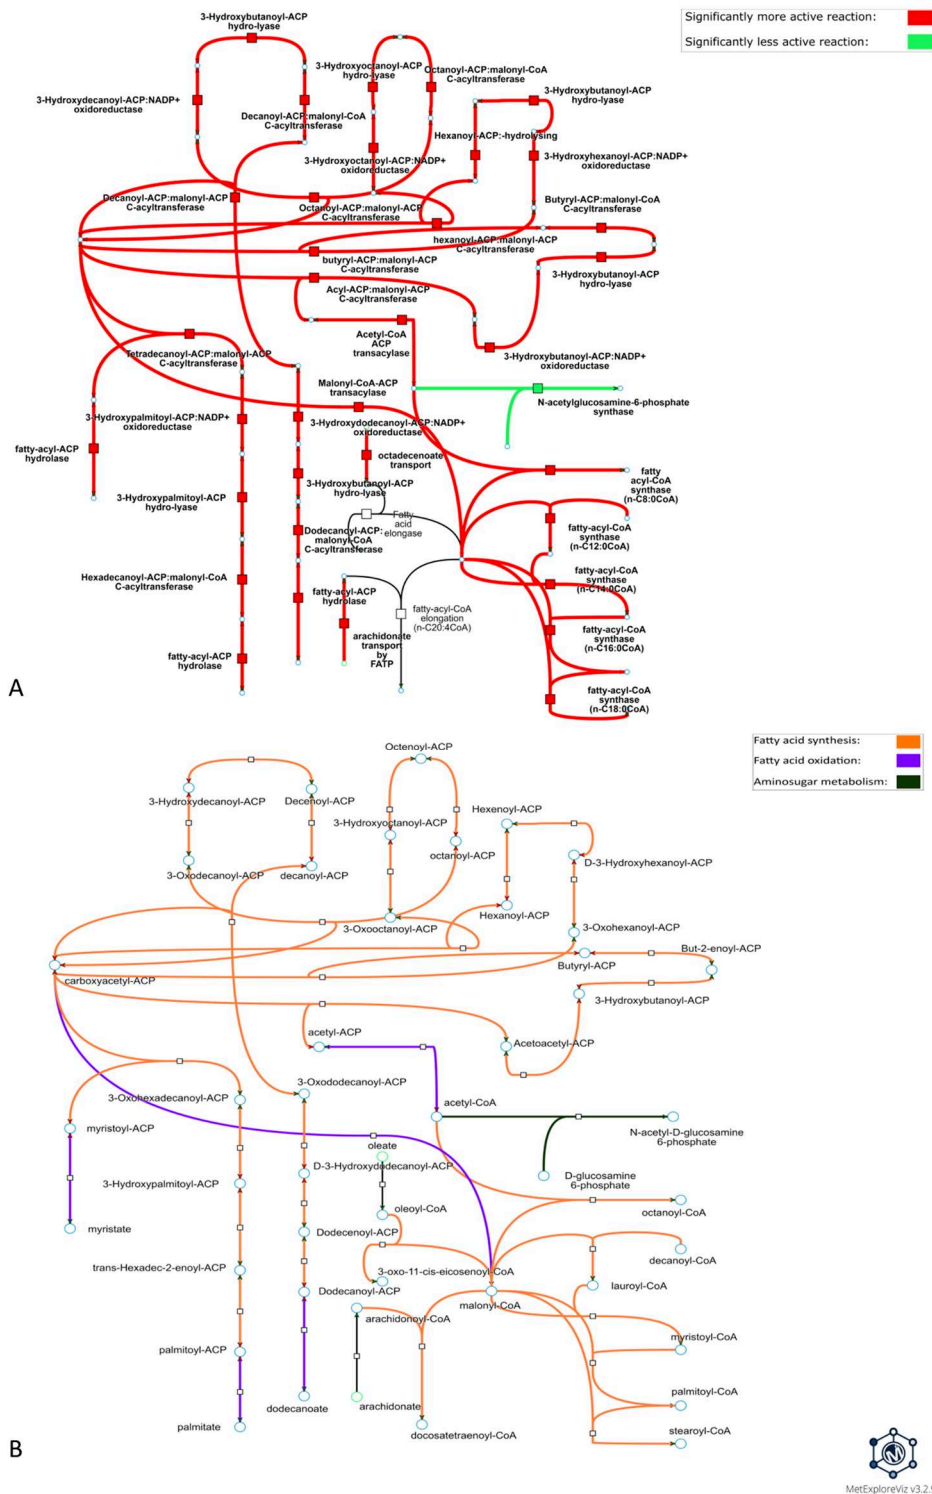 3-Hydroxybutanoyl-ACP
hydro-lyase
Significantly more active reaction:
Significantly less active reaction:
3-Hydroxyoctanoyl-ACP
hydro-lyase
Octanoyl-ACP:malonyl-CoA
C-acyltransferase
3-Hydroxybutanoyl-ACP
hydro-lyase
3-Hydroxydecanoyl-ACP:NADP+
oxidoreductase
Decanoyl-ACP:malonyl-CoA
C-acyltransferase
Hexanoyl-ACP:-hydrolysing
3-Hydroxyoctanoyl-ACP:NADP+
oxidoreductase
3-Hydroxyhexanoyl-ACP:NADP+
oxidoreductase
Decanoyl-ACP:malonyl-ACP
C-acyltransferase
Octanoyl-ACP:malonyl-ACP
C-acyltransferase
Butyryl-ACP:malonyl-CoA
C-acyltransferase
hexanoyl-ACP:malonyl-ACP
C-acyltransferase
butyryl-ACP:malonyl-ACP
C-acyltransferase
3-Hydroxybutanoyl-ACP
hydro-lyase
Acyl-ACP:malonyl-ACP
C-acyltransferase
Acetyl-CoA
ACP
transacylase
3-Hydroxybutanoyl-ACP:NADP+
oxidoreductase
Tetradecanoyl-ACP:malonyl-ACP
C-acyltransferase
Malonyl-CoA-ACP
transacylase
N-acetylglucosamine-6-phosphate
synthase
3-Hydroxypalmitoyl-ACP:NADP+
oxidoreductase
3-Hydroxydodecanoyl-ACP:NADP+
oxidoreductase
fatty-acyl-ACP
hydrolase
octadecenoate
transport
fatty
acyl-CoA
synthase
(n-C8:0CoA)
3-Hydroxybutanoyl-ACP
hydro-lyase
3-Hydroxypalmitoyl-ACP
hydro-lyase
Fatty
acid
elongase
Dodecanoyl-ACP:
malonyl-CoA
C-acyltransferase
fatty-acyl-CoA
synthase
(n-C12:0CoA)
Hexadecanoyl-ACP:malonyl-CoA
C-acyltransferase
fatty-acyl-ACP
hydrolase
fatty-acyl-CoA
synthase
(n-C14:0CoA)
fatty-acyl-CoA
elongation
(n-C20:4CoA)
arachidonate
transport
by
FATP
fatty-acyl-CoA
synthase
(n-C16:0CoA)
fatty-acyl-ACP
hydrolase
fatty-acyl-CoA
synthase
(n-C18:0CoA)
A
Fatty acid synthesis:
Fatty acid oxidation:
Aminosugar metabolism:
Octenoyl-ACP
3-Hydroxydecanoyl-ACP
Decenoyl-ACP
3-Hydroxyoctanoyl-ACP
Hexenoyl-ACP
octanoyl-ACP
D-3-Hydroxyhexanoyl-ACP
3-Oxodecanoyl-ACP
decanoyl-ACP
Hexanoyl-ACP
3-Oxooctanoyl-ACP
3-Oxohexanoyl-ACP
But-2-enoyl-ACP
Butyryl-ACP
carboxyacetyl-ACP
3-Hydroxybutanoyl-ACP
acetyl-ACP
Acetoacetyl-ACP
3-Oxohexadecanoyl-ACP
3-Oxododecanoyl-ACP
acetyl-CoA
myristoyl-ACP
N-acetyl-D-glucosamine
6-phosphate
oleate
D-3-Hydroxydodecanoyl-ACP
D-glucosamine
6-phosphate
3-Hydroxypalmitoyl-ACP
oleoyl-CoA
octanoyl-CoA
myristate
Dodecenoyl-ACP
decanoyl-CoA
trans-Hexadec-2-enoyl-ACP
3-oxo-11-cis-eicosenoyl-CoA
lauroyl-CoA
Dodecanoyl-ACP
malonyl-CoA
arachidonoyl-CoA
myristoyl-CoA
palmitoyl-ACP
palmitoyl-CoA
dodecanoate
arachidonate
palmitate
docosatetraenoyl-CoA
stearoyl-CoA
B